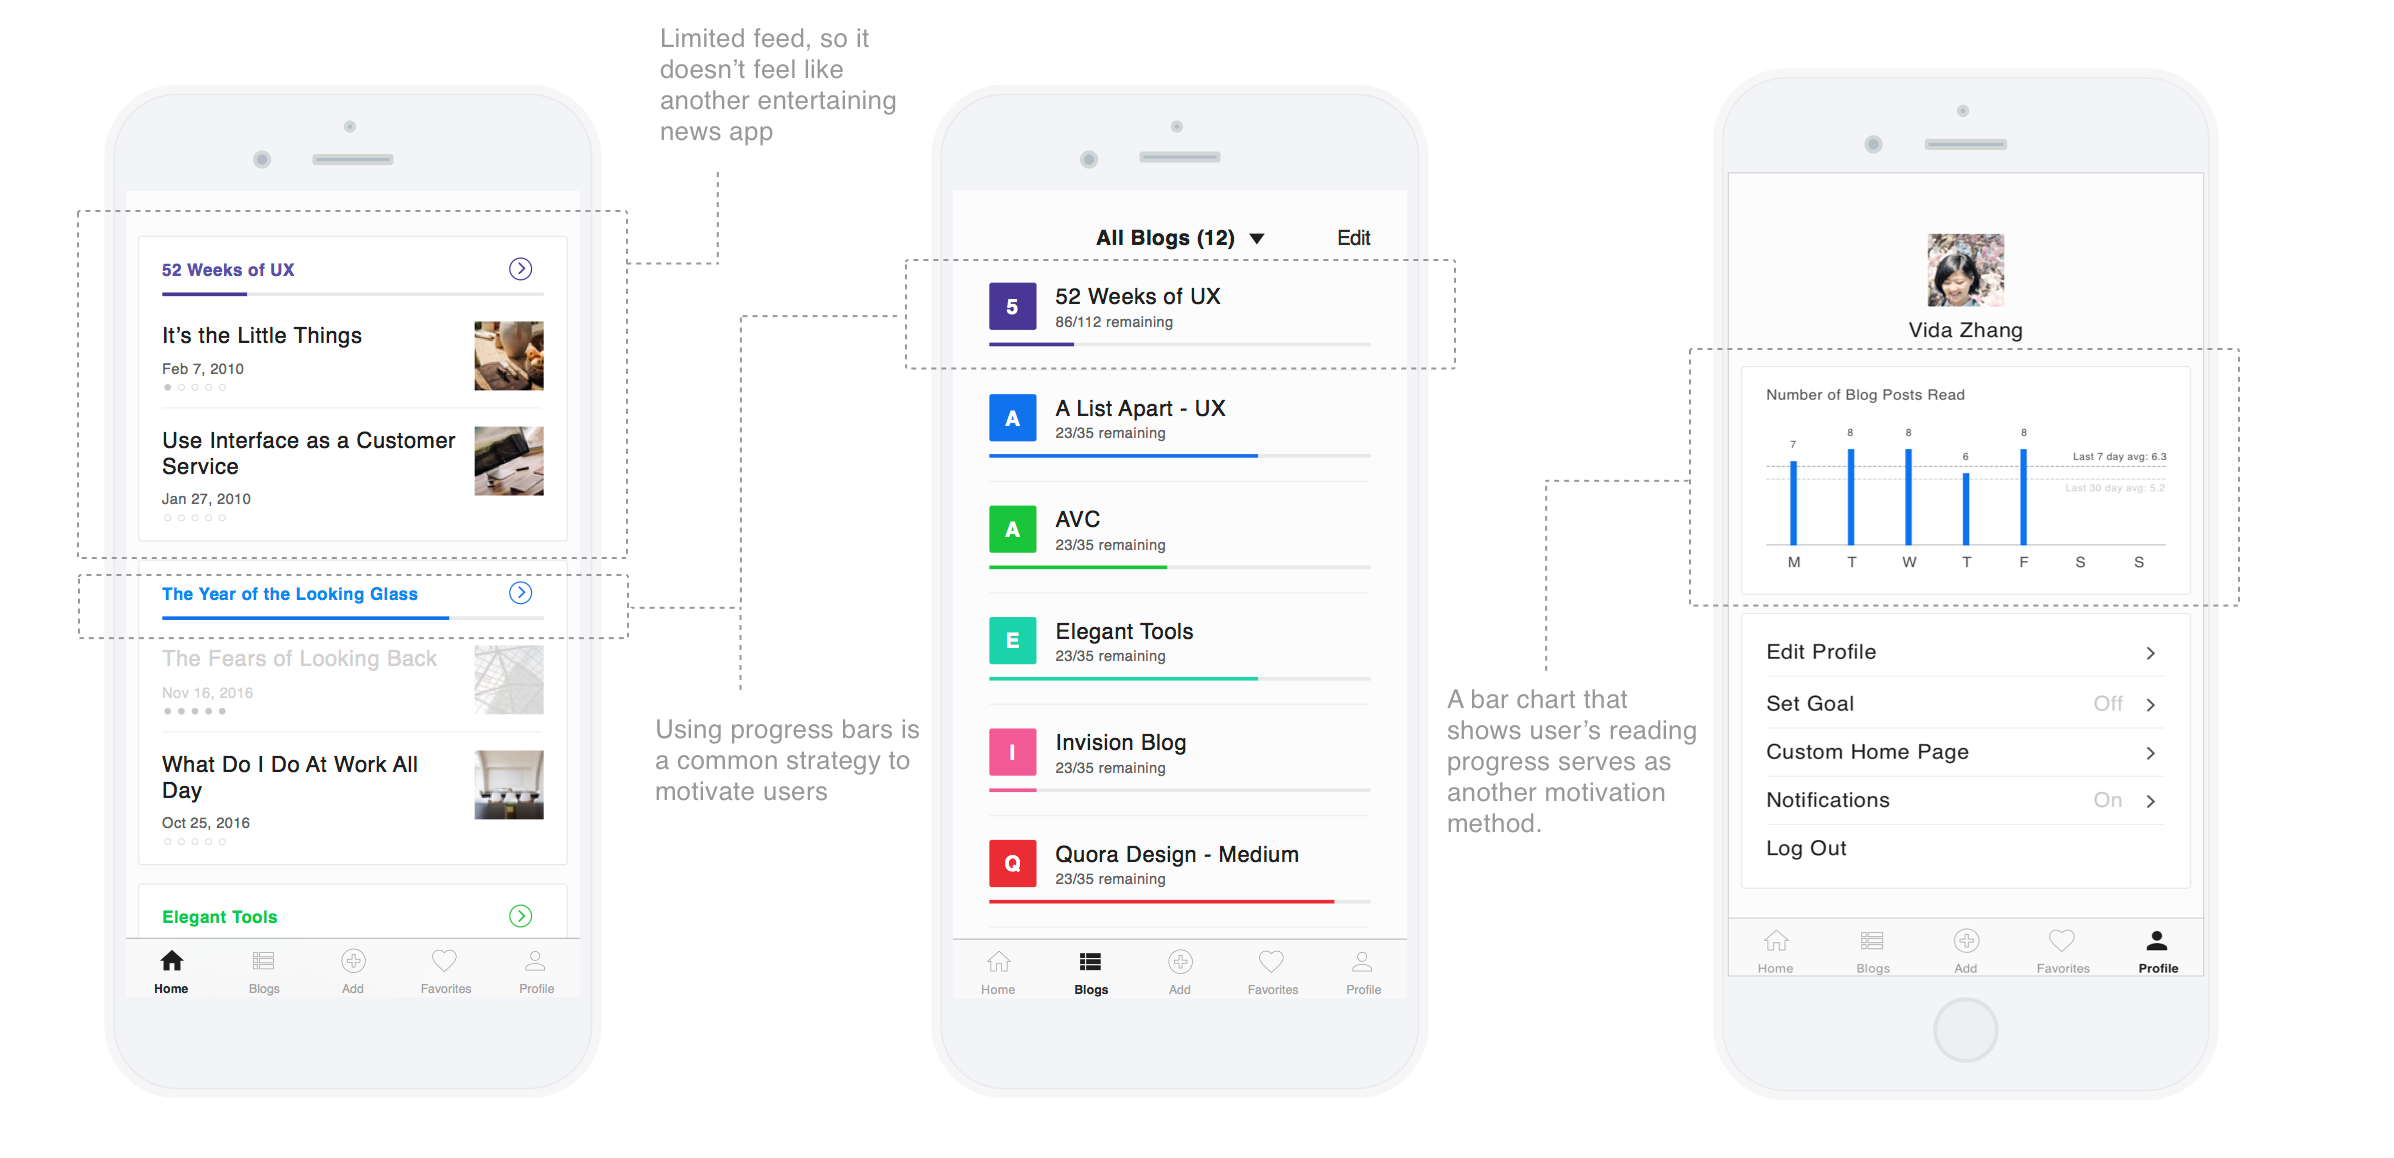 Limited feed, so it
doesn’t feel like
another entertaining
news app
52 Weeks of UX
It’s the Little Things
Feb 7, 2010
Use Interface as a Customer
Service
Jan 27, 2010
The Year of the Looking Glass
The Fears of Looking Back
Nov 16, 2016
What Do I Do At Work All
Day
Oct 25, 2016
Elegant Tools
Home
Blogs
Add
Favorites
Profile
Using progress bars is
a common strategy to
motivate users
All Blogs (12)
Edit
5
52 Weeks of UX
86/112 remaining
A
A List Apart - UX
23/35 remaining
A
AVC
23/35 remaining
E
Elegant Tools
23/35 remaining
I
Invision Blog
23/35 remaining
Q
Quora Design - Medium
23/35 remaining
Home
Blogs
Add
Favorites
Profile
A bar chart that
shows user’s reading
progress serves as
another motivation
method.
Vida Zhang
Number of Blog Posts Read
7
8
8
6
8
Last 7 day avg: 6.3
Last 30 day avg: 5.2
M
T
W
T
F
S
S
Edit Profile
Set Goal
Off
Custom Home Page
Notifications
On
Log Out
Home
Blogs
Add
Favorites
Profile